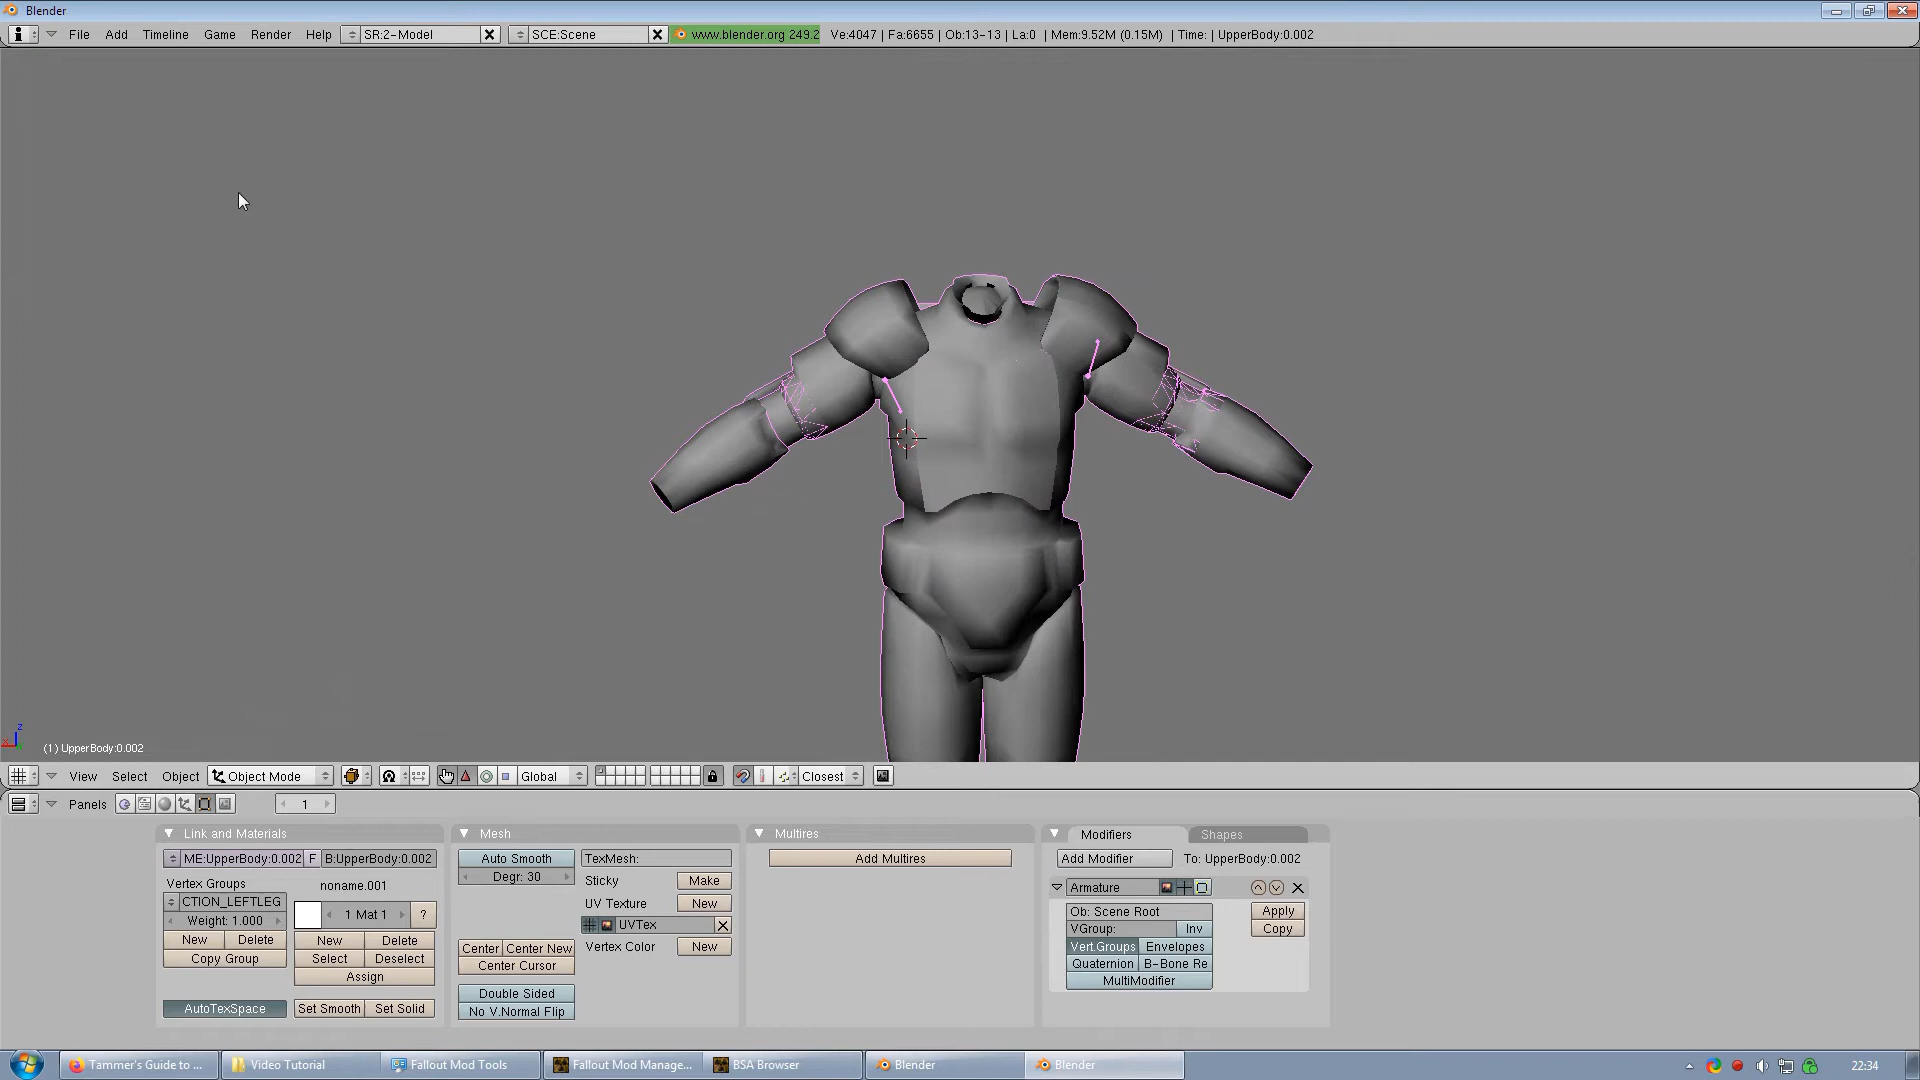 Blender
File Add Timeline Game Render Help SR:2-Model SCE:Scene www.blender.org 249.2 Ve:4047 | Fa:6655 | Ob:13-13 | La:0 | Mem:9.52M (0.15M) | Time: | UpperBody:0.002
z
x
(1) UpperBody:0.002
View Select Object Object Mode Global Closest
Panels 1
Link and Materials Mesh Multires Modifiers Shapes
ME:UpperBody:0.002 F B:UpperBody:0.002 Auto Smooth TexMesh: Add Multires Add Modifier To: UpperBody:0.002
Degr: 30
Vertex Groups noname.001 Sticky Make Armature
CTION_LEFTLEG UV Texture New Ob: Scene Root Apply
Weight: 1.000 1 Mat 1 ? UVTex VGroup: Inv Copy
New Delete New Delete Center Center New Vertex Color New Vert.Groups Envelopes
Copy Group Select Deselect Center Cursor Quaternion B-Bone Re
Assign MultiModifier
Double Sided
AutoTexSpace Set Smooth Set Solid No V.Normal Flip
Tammer's Guide to ... Video Tutorial Fallout Mod Tools Fallout Mod Manage... BSA Browser Blender Blender 22:34